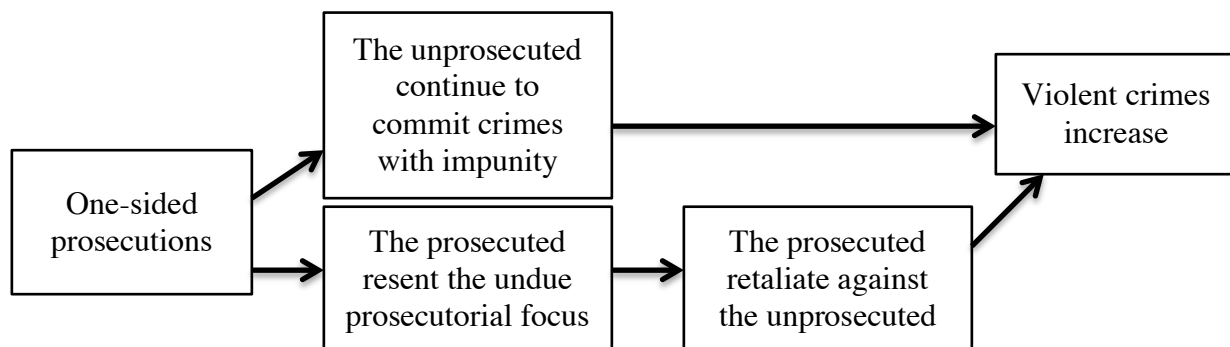 One-sided
prosecutions
The unprosecuted
continue to
commit crimes
with impunity
The prosecuted
resent the undue
prosecutorial focus
The prosecuted
retaliate against
the unprosecuted
Violent crimes
increase